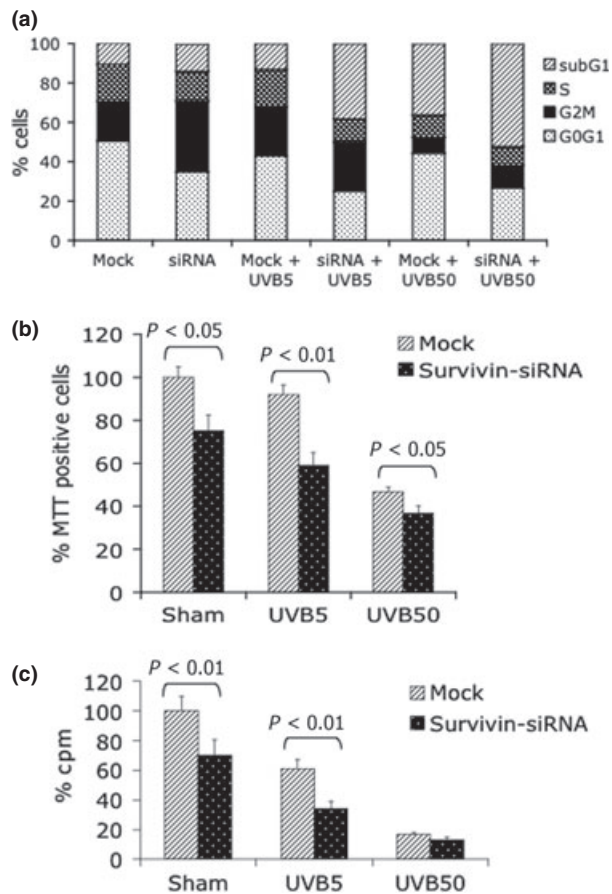 (a)
100
80
60
40
20
0
% cells
subG1
S
G2M
G0G1
Mock
siRNA
Mock +
UVB5
siRNA +
UVB5
Mock +
UVB50
siRNA +
UVB50
(b)
120
100
80
60
40
20
0
% MTT positive cells
P < 0.05
P < 0.01
P < 0.05
Mock
Survivin-siRNA
Sham
UVB5
UVB50
(c)
120
100
80
60
40
20
0
% cpm
P < 0.01
P < 0.01
Mock
Survivin-siRNA
Sham
UVB5
UVB50